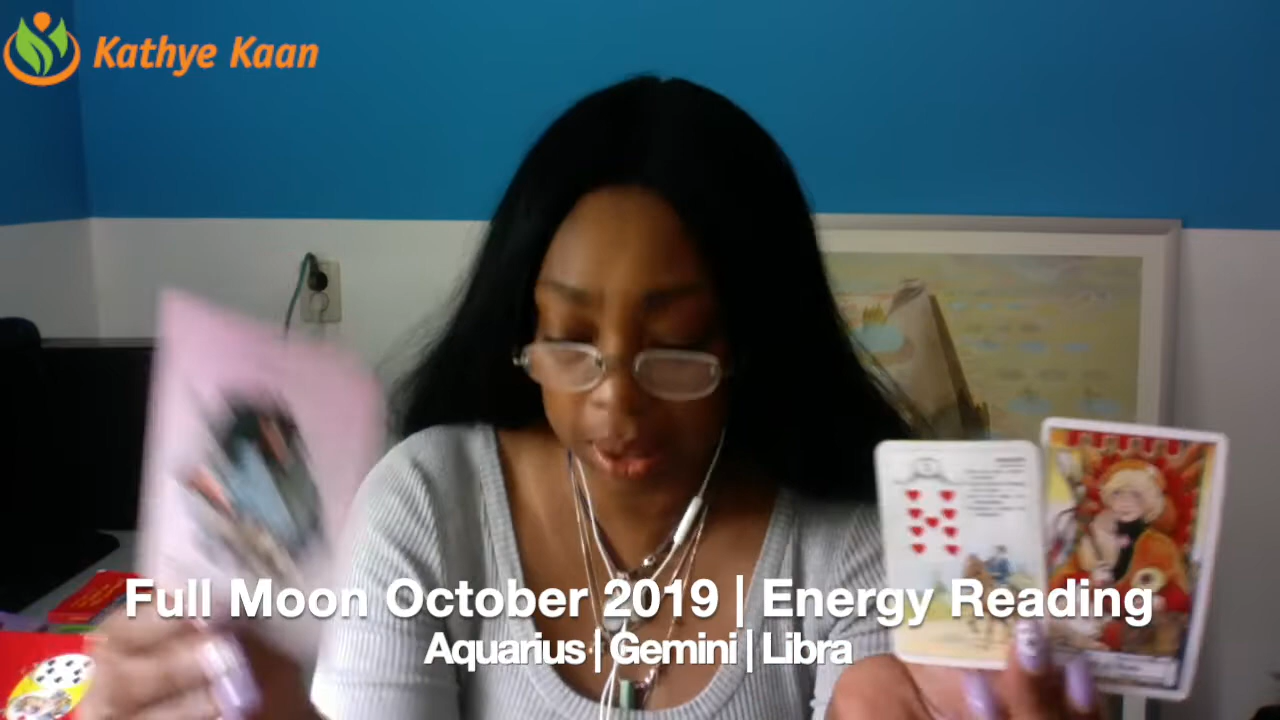 Kathye Kaan
Full Moon October 2019 | Energy Reading
Aquarius | Gemini | Libra